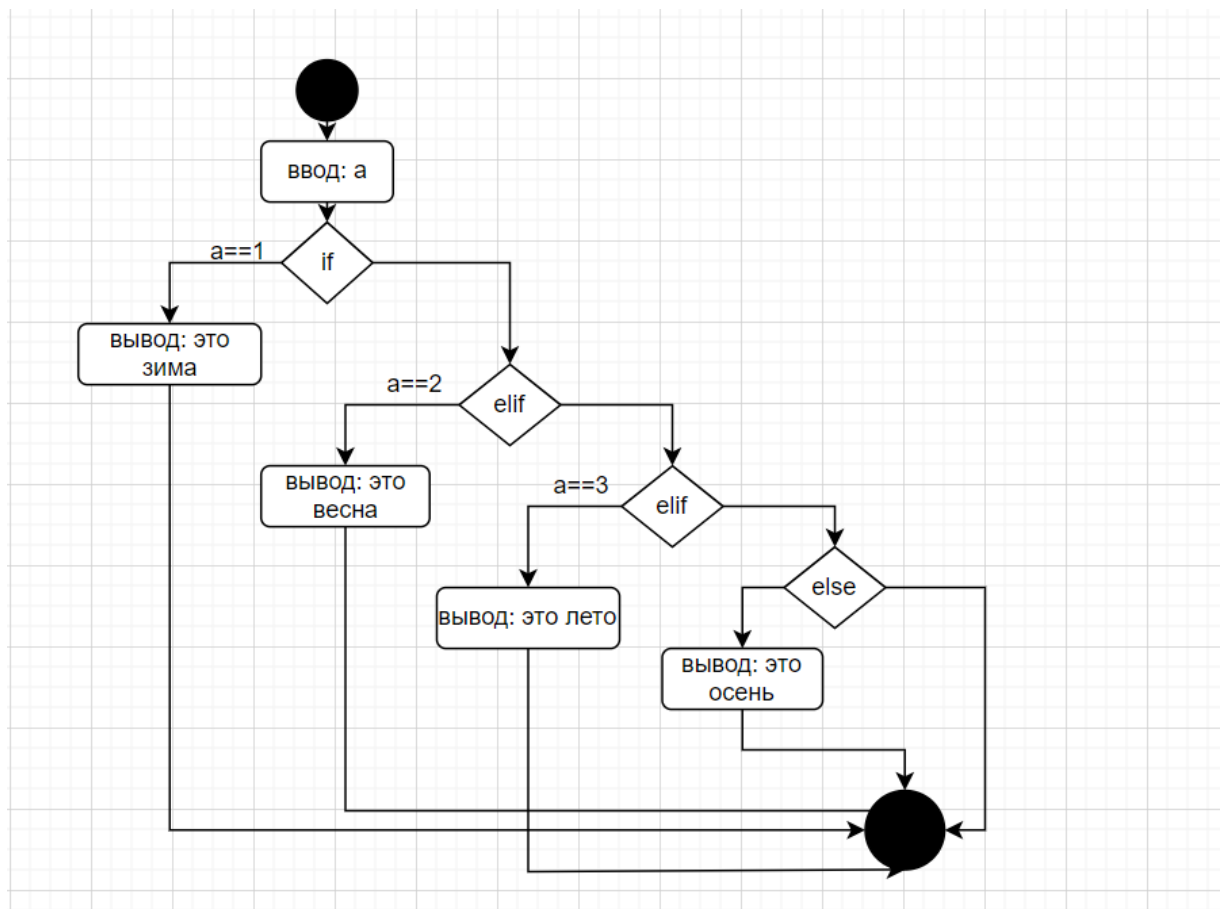 ввод: а
a==1
if
вывод: это
зима
a==2
elif
вывод: это
весна
a==3
elif
вывод: это лето
else
вывод: это
осень